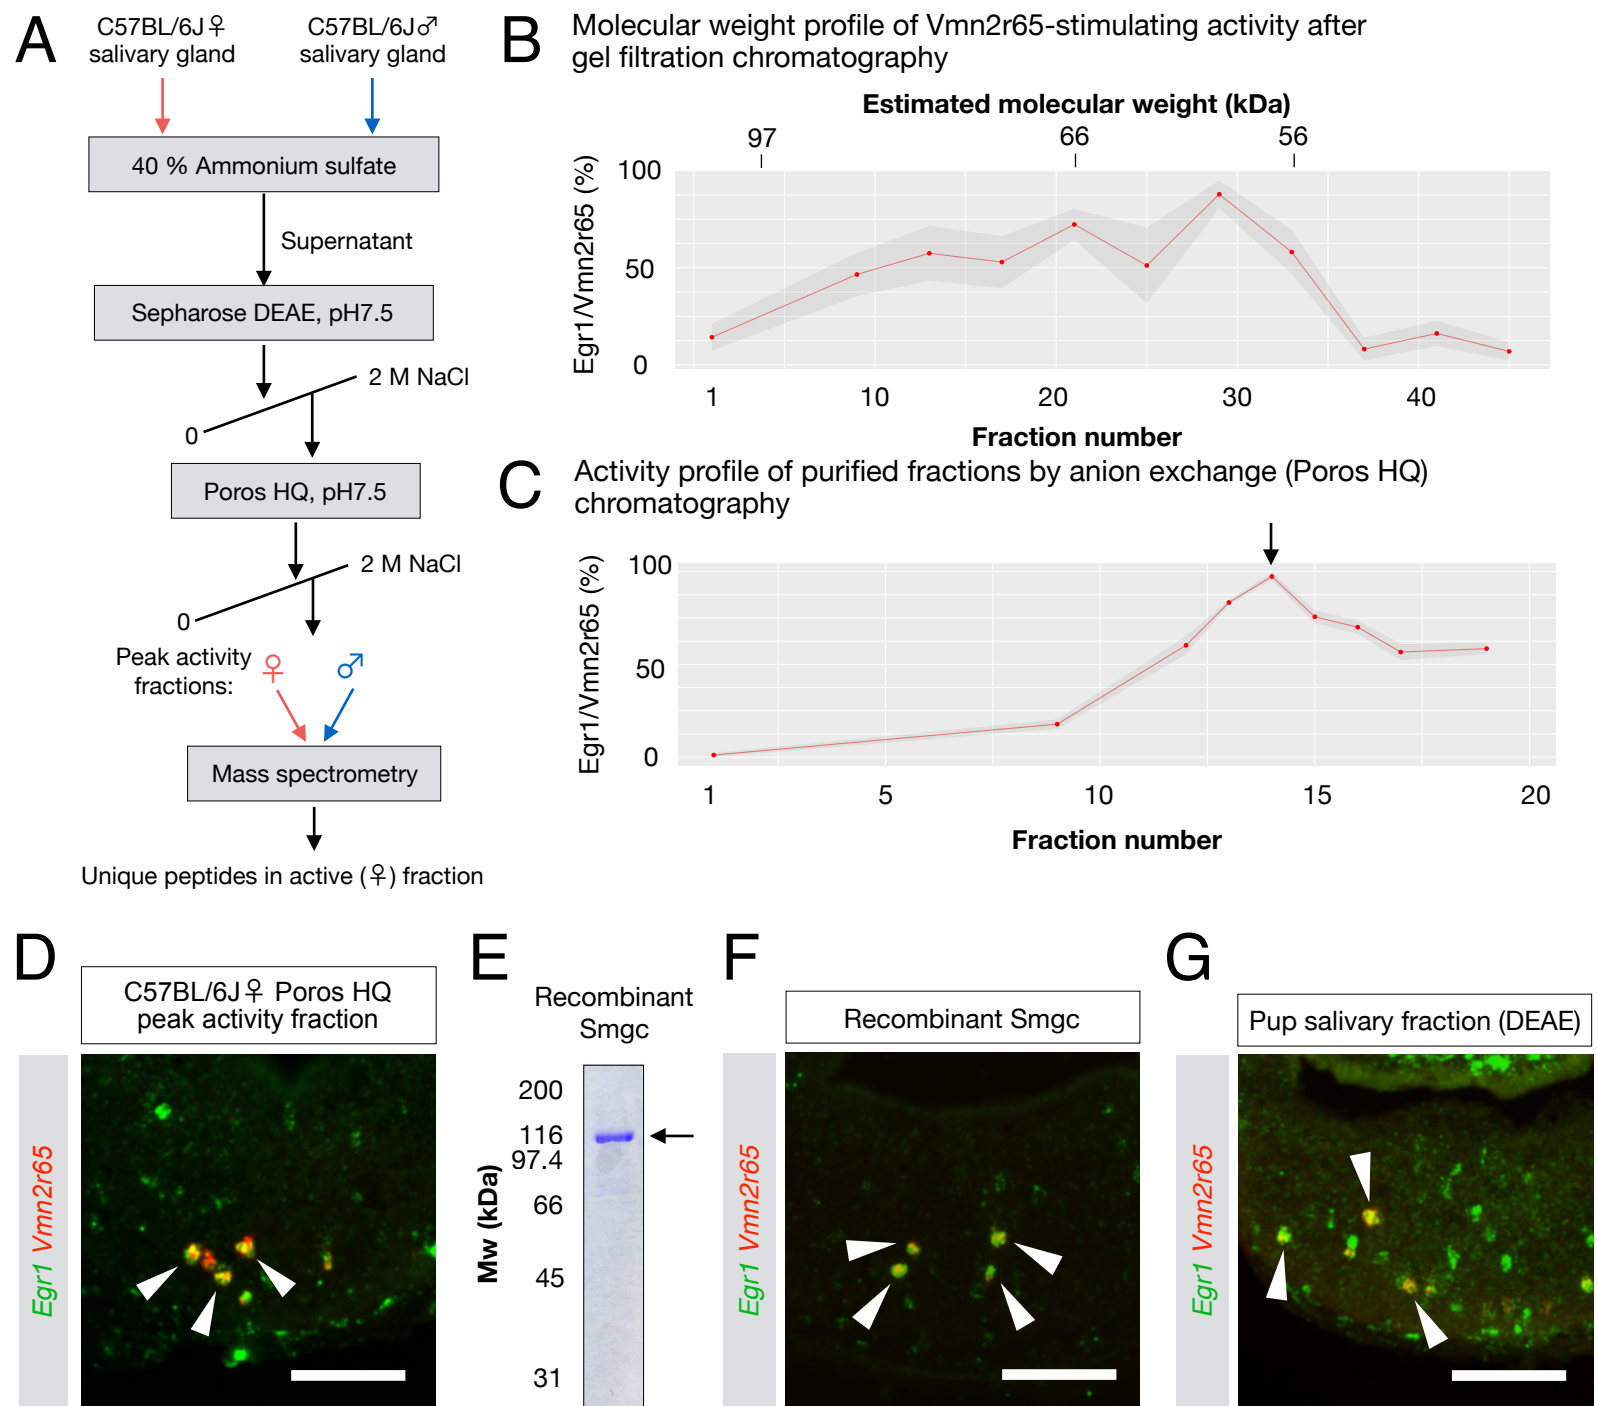 A
C57BL/6J♀
salivary gland
C57BL/6J♂
salivary gland
40 % Ammonium sulfate
Supernatant
Sepharose DEAE, pH7.5
2 M NaCl
0
Poros HQ, pH7.5
2 M NaCl
0
Peak activity
fractions:
♀
♂
Mass spectrometry
Unique peptides in active (♀) fraction
B
Molecular weight profile of Vmn2r65-stimulating activity after
gel filtration chromatography
Estimated molecular weight (kDa)
97 66 56
Egr1/Vmn2r65 (%)
100
50
0
1 10 20 30 40
Fraction number
C
Activity profile of purified fractions by anion exchange (Poros HQ)
chromatography
Egr1/Vmn2r65 (%)
100
50
0
1 5 10 15 20
Fraction number
D
C57BL/6J♀ Poros HQ
peak activity fraction
Egr1 Vmn2r65
E
Recombinant
Smgc
Mw (kDa)
200
116
97.4
66
45
31
F
Recombinant Smgc
Egr1 Vmn2r65
G
Pup salivary fraction (DEAE)
Egr1 Vmn2r65